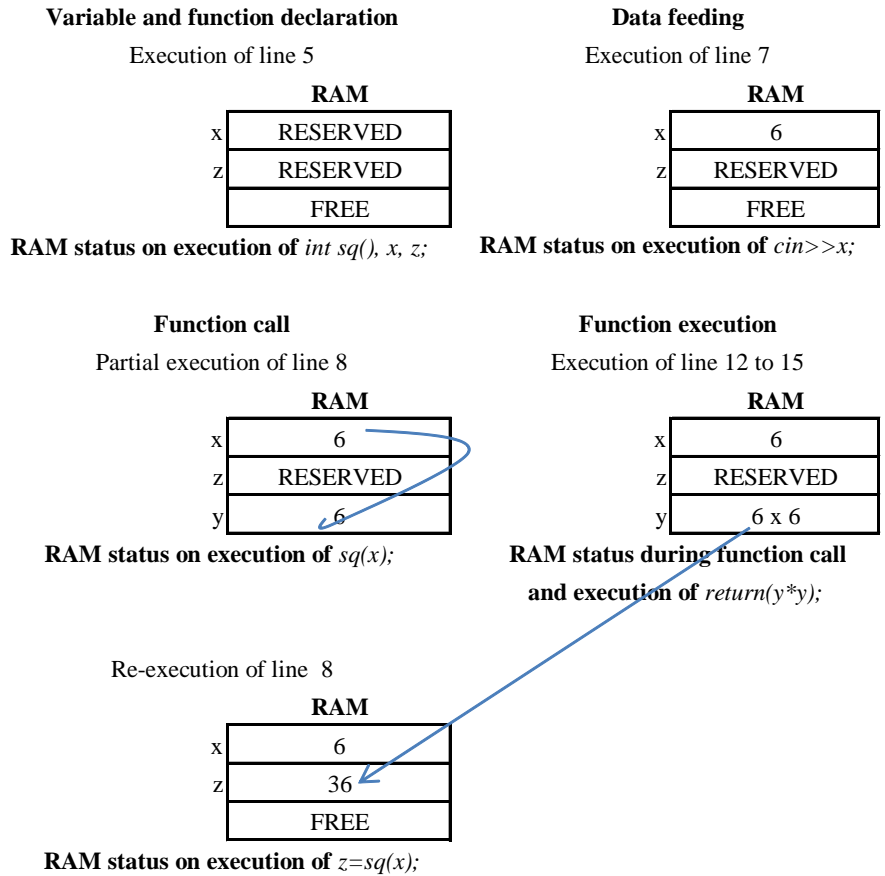 Variable and function declaration
Execution of line 5
RAM
x RESERVED
z RESERVED
FREE
RAM status on execution of int sq(), x, z;
Data feeding
Execution of line 7
RAM
x 6
z RESERVED
FREE
RAM status on execution of cin>>x;
Function call
Partial execution of line 8
RAM
x 6
z RESERVED
y 6
RAM status on execution of sq(x);
Function execution
Execution of line 12 to 15
RAM
x 6
z RESERVED
y 6 x 6
RAM status during function call
and execution of return(y*y);
Re-execution of line 8
RAM
x 6
z 36
FREE
RAM status on execution of z=sq(x);